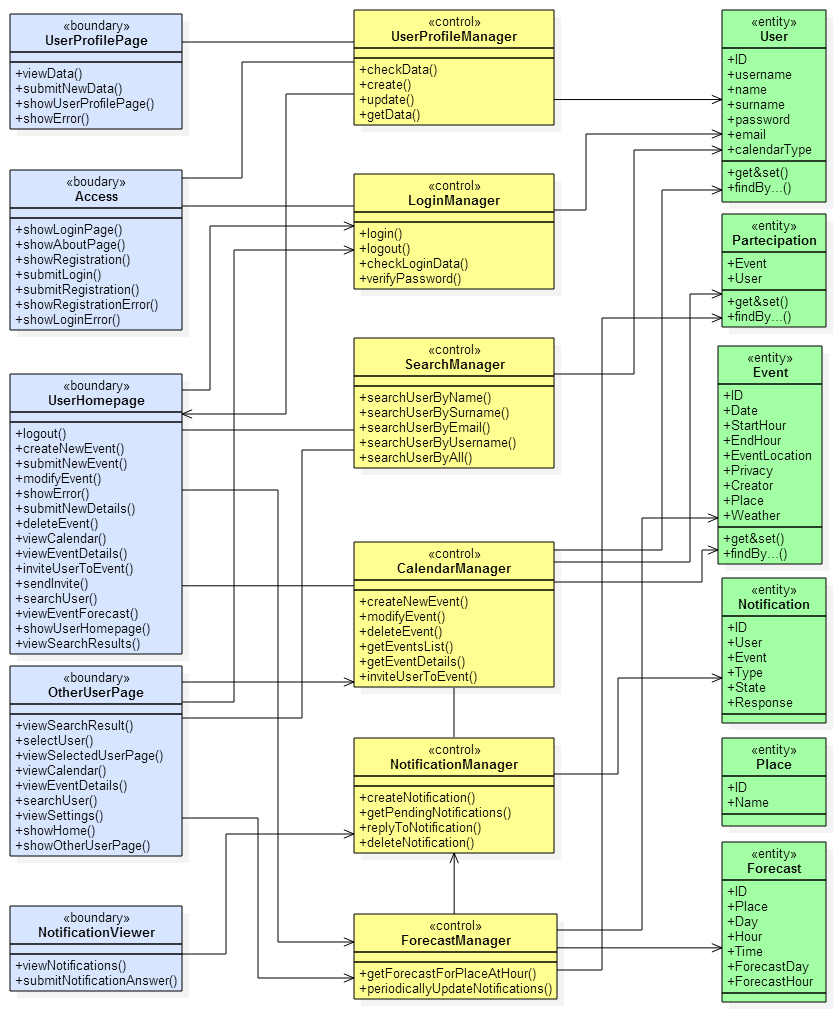 «boundary»
UserProfilePage
+viewData()
+submitNewData()
+showUserProfilePage()
+showError()
«boudary»
Access
+showLoginPage()
+showAboutPage()
+showRegistration()
+submitLogin()
+submitRegistration()
+showRegistrationError()
+showLoginError()
«boundary»
UserHomepage
+logout()
+createNewEvent()
+submitNewEvent()
+modifyEvent()
+showError()
+submitNewDetails()
+deleteEvent()
+viewCalendar()
+viewEventDetails()
+inviteUserToEvent()
+sendInvite()
+searchUser()
+viewEventForecast()
+showUserHomepage()
+viewSearchResults()
«boundary»
OtherUserPage
+viewSearchResult()
+selectUser()
+viewSelectedUserPage()
+viewCalendar()
+viewEventDetails()
+searchUser()
+viewSettings()
+showHome()
+showOtherUserPage()
«boundary»
NotificationViewer
+viewNotifications()
+submitNotificationAnswer()
«control»
UserProfileManager
+checkData()
+create()
+update()
+getData()
«control»
LoginManager
+login()
+logout()
+checkLoginData()
+verifyPassword()
«control»
SearchManager
+searchUserByName()
+searchUserBySurname()
+searchUserByEmail()
+searchUserByUsername()
+searchUserByAll()
«control»
CalendarManager
+createNewEvent()
+modifyEvent()
+deleteEvent()
+getEventsList()
+getEventDetails()
+inviteUserToEvent()
«control»
NotificationManager
+createNotification()
+getPendingNotifications()
+replyToNotification()
+deleteNotification()
«control»
ForecastManager
+getForecastForPlaceAtHour()
+periodicallyUpdateNotifications()
«entity»
User
+ID
+username
+name
+surname
+password
+email
+calendarType
+get&set()
+findBy...()
«entity»
Partecipation
+Event
+User
+get&set()
+findBy...()
«entity»
Event
+ID
+Date
+StartHour
+EndHour
+EventLocation
+Privacy
+Creator
+Place
+Weather
+get&set()
+findBy...()
«entity»
Notification
+ID
+User
+Event
+Type
+State
+Response
«entity»
Place
+ID
+Name
«entity»
Forecast
+ID
+Place
+Day
+Hour
+Time
+ForecastDay
+ForecastHour